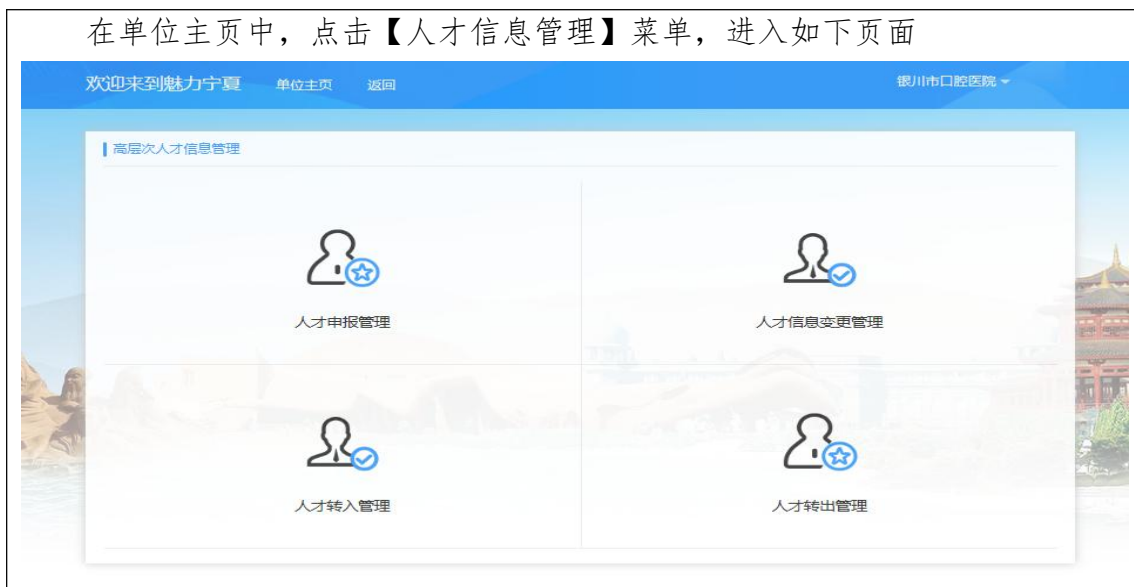 在单位主页中，点击【人才信息管理】菜单，进入如下页面
欢迎来到魅力宁夏 单位主页 返回 银川市口腔医院
高层次人才信息管理
人才申报管理 人才信息变更管理
人才转入管理 人才转出管理